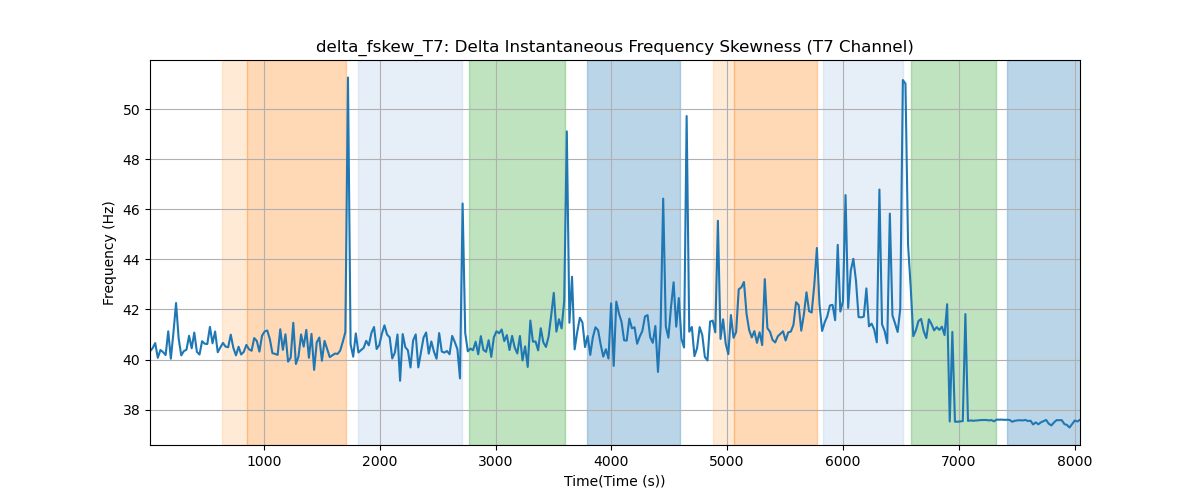 delta_fskew_T7: Delta Instantaneous Frequency Skewness (T7 Channel)
Frequency (Hz)
50
48
46
44
42
40
38
1000 2000 3000 4000 5000 6000 7000 8000
Time(Time (s))